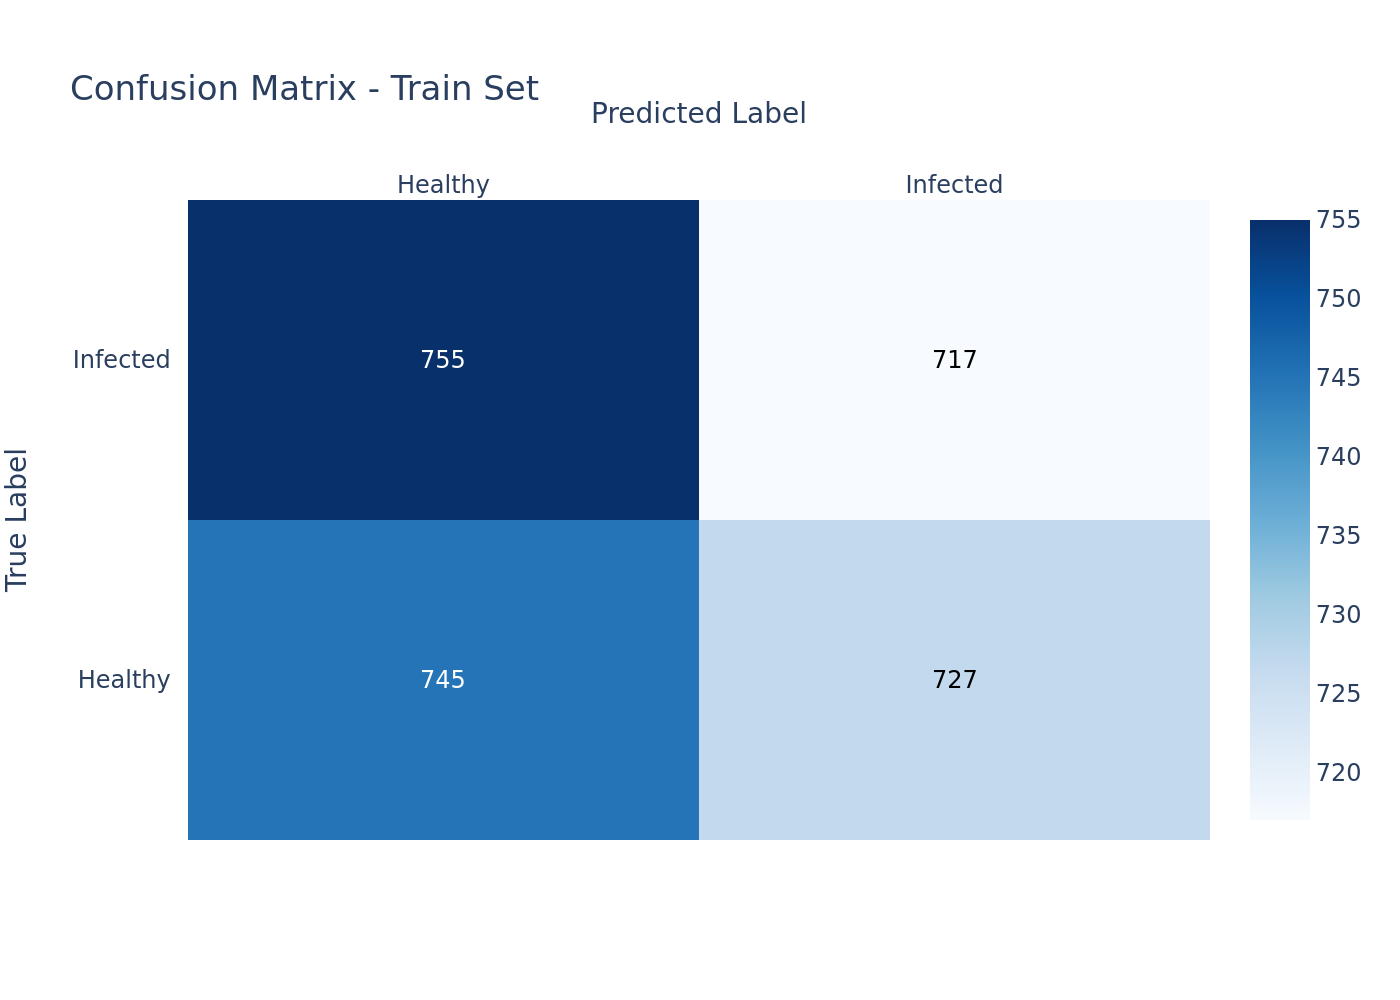 Confusion Matrix - Train Set
Predicted Label
Healthy Infected
Infected 755 717
Healthy 745 727
True Label
755
750
745
740
735
730
725
720